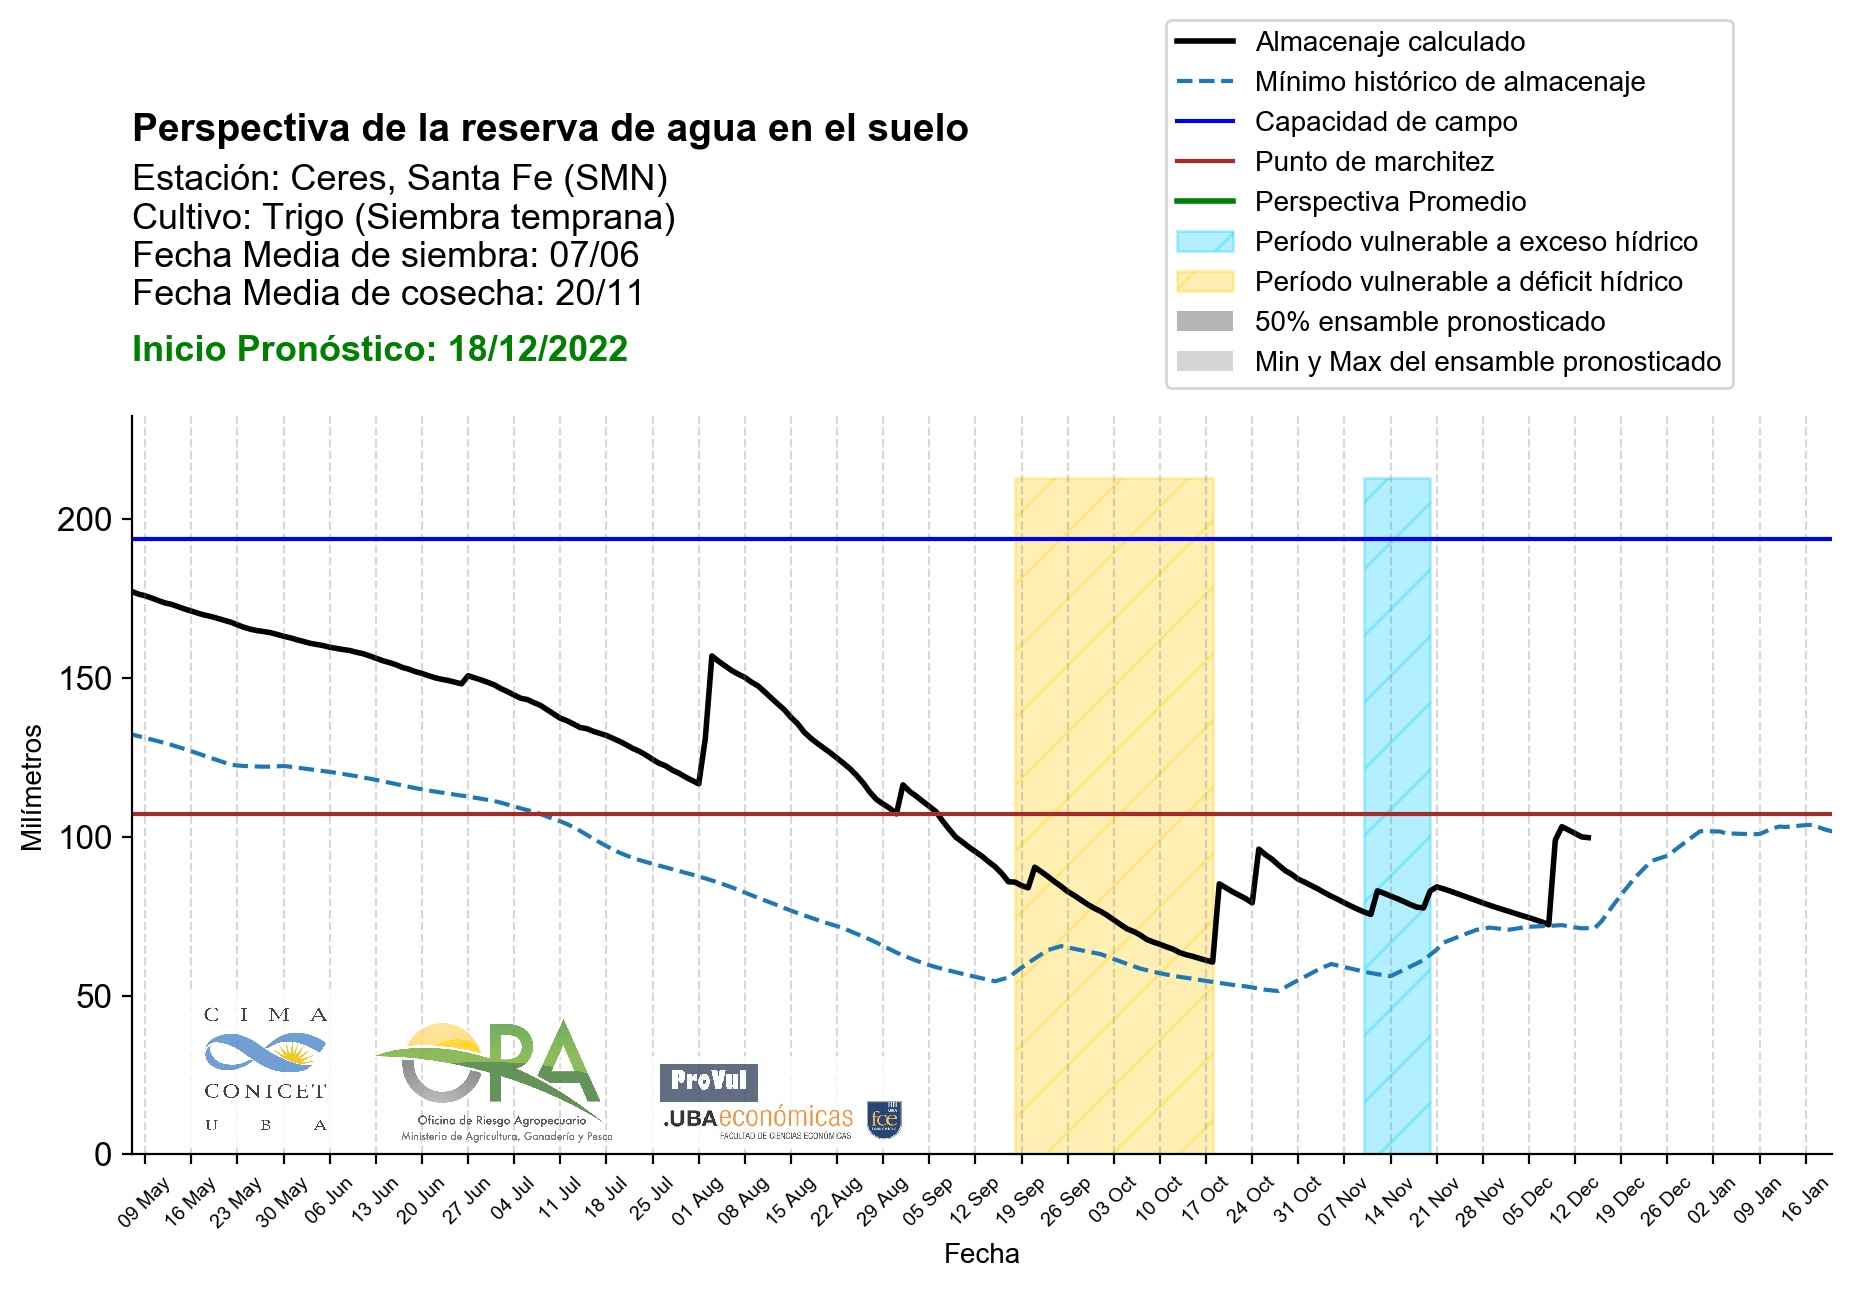 Almacenaje calculado
Mínimo histórico de almacenaje
Capacidad de campo
Punto de marchitez
Perspectiva Promedio
Período vulnerable a exceso hídrico
Período vulnerable a déficit hídrico
50% ensamble pronosticado
Min y Max del ensamble pronosticado
Perspectiva de la reserva de agua en el suelo
Estación: Ceres, Santa Fe (SMN)
Cultivo: Trigo (Siembra temprana)
Fecha Media de siembra: 07/06
Fecha Media de cosecha: 20/11
Inicio Pronóstico: 18/12/2022
Milímetros
200
150
100
50
0
CIMA
CONICET
UBA
ORA
Oficina de Riesgo Agropecuario
Ministerio de Agricultura, Ganadería y Pesca
ProVul
.UBAeconómicas
FACULTAD DE CIENCIAS ECONÓMICAS
fce
09 May 16 May 23 May 30 May 06 Jun 13 Jun 20 Jun 27 Jun 04 Jul 11 Jul 18 Jul 25 Jul 01 Aug 08 Aug 15 Aug 22 Aug 29 Aug 05 Sep 12 Sep 19 Sep 26 Sep 03 Oct 10 Oct 17 Oct 24 Oct 31 Oct 07 Nov 14 Nov 21 Nov 28 Nov 05 Dec 12 Dec 19 Dec 26 Dec 02 Jan 09 Jan 16 Jan
Fecha